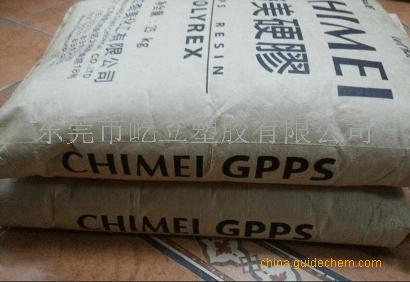 CHIMEI
美硬膠
PS RESIN
POLYREX
25 kg
有限公司
东莞市屹立塑胶有限公司
CHIMEI GPPS
CHIMEI GPPS
china.guidechem.com